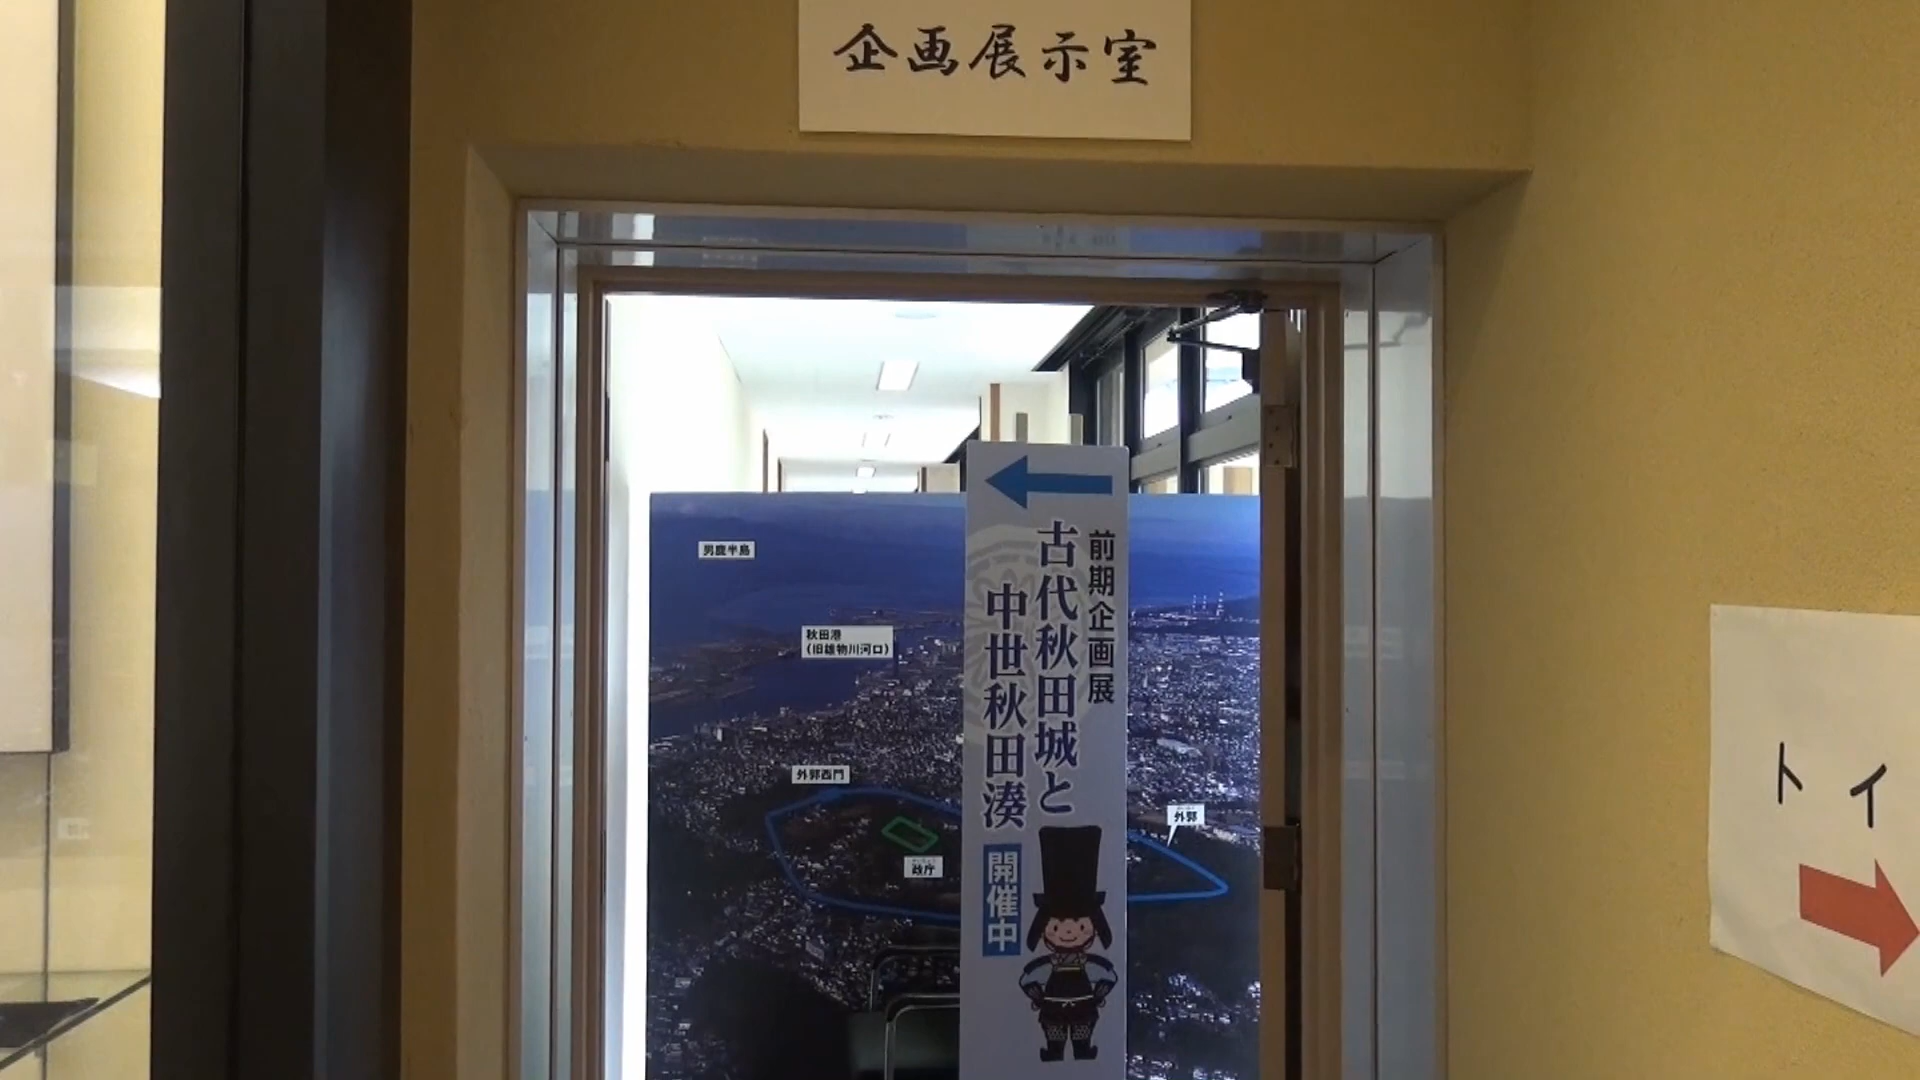 企画展示室
前期企画展
古代秋田城と
中世秋田湊
開催中
男鹿半島
秋田港
(旧雄物川河口)
外郭西門
外郭
政庁
トイ